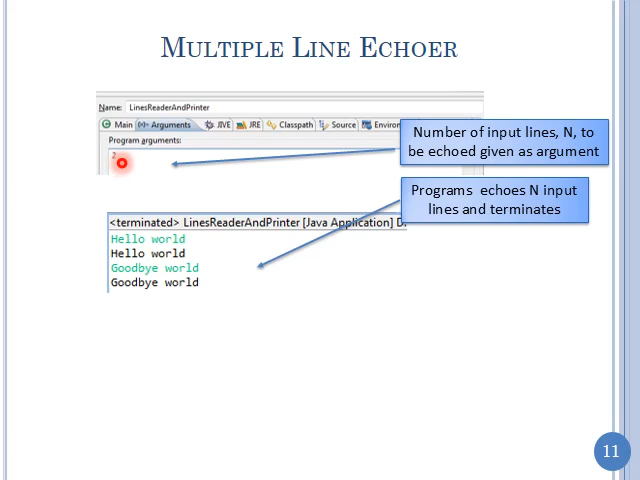 MULTIPLE LINE ECHOER
Name: LinesReaderAndPrinter
Main (x)= Arguments JIVE JRE Classpath Source Environ
Program arguments:
2
Number of input lines, N, to
be echoed given as argument
Programs echoes N input
lines and terminates
<terminated> LinesReaderAndPrinter [Java Application] D:
Hello world
Hello world
Goodbye world
Goodbye world
11